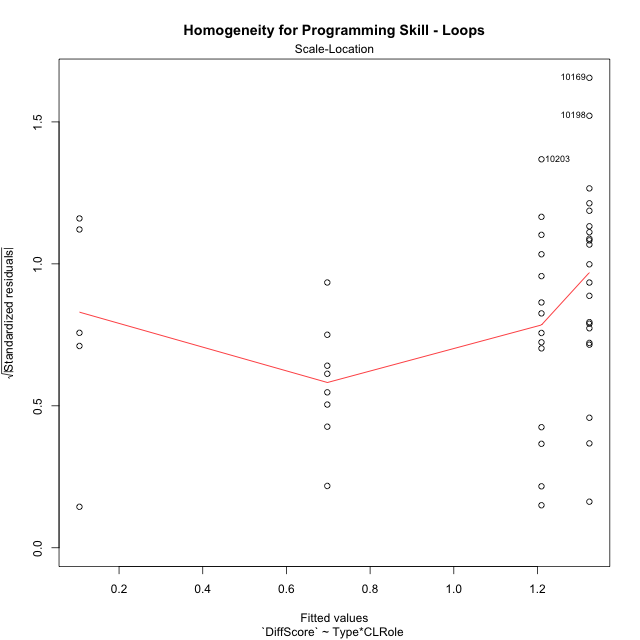 Homogeneity for Programming Skill - Loops
Scale-Location
10169
10198
10203
1.5
1.0
0.5
0.0
√|Standardized residuals|
0.2 0.4 0.6 0.8 1.0 1.2
Fitted values
`DiffScore` ~ Type*CLRole